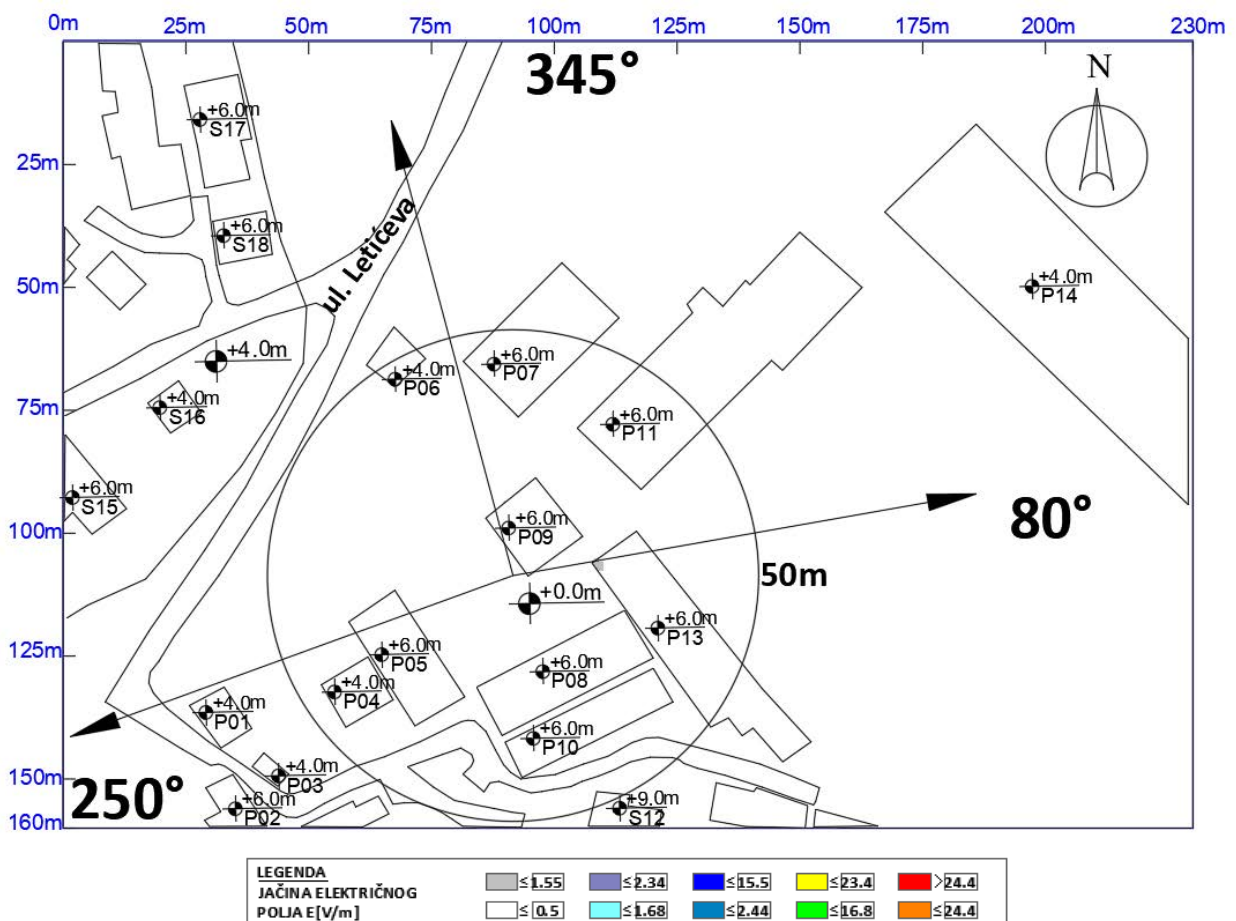 0m 25m 50m 75m 100m 125m 150m 175m 200m 230m
345°
N
+6.0m
S17
25m
+6.0m
S18
ul. Letićeva
50m
+4.0m
P14
+4.0m
+6.0m
P07
+4.0m
P06
75m
+4.0m
S16
+6.0m
P11
+6.0m
S15
100m
+6.0m
P09
80°
50m
+0.0m
125m
+6.0m
P13
+6.0m
P05
+6.0m
P08
+4.0m
P04
+4.0m
P01
+6.0m
P10
150m
+4.0m
P03
250°
+6.0m
P02
+9.0m
S12
160m
LEGENDA
JAČINA ELEKTRIČNOG
POLJA E[V/m]
≤1.55 ≤2.34 ≤15.5 ≤23.4 >24.4
≤ 0.5 ≤1.68 ≤2.44 ≤16.8 ≤24.4